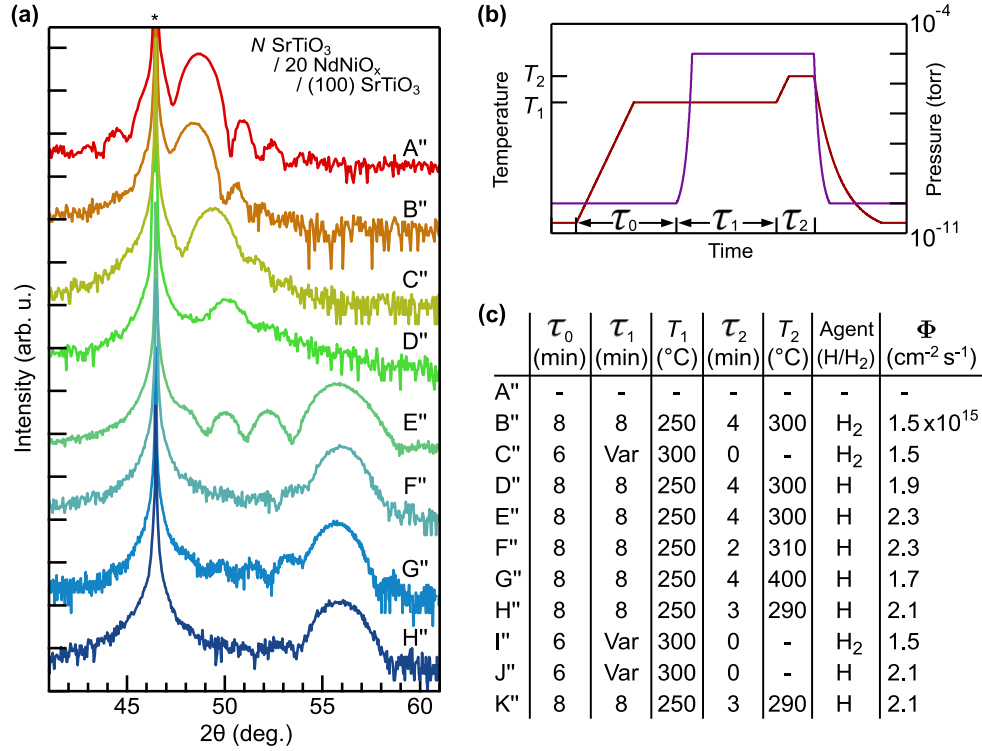 (a)
*
N SrTiO₃
/ 20 NdNiOₓ
/ (100) SrTiO₃
A"
B"
C"
D"
E"
F"
G"
H"
Intensity (arb. u.)
45 50 55 60
2θ (deg.)
(b)
Temperature
T₂
T₁
10⁻⁴
Pressure (torr)
10⁻¹¹
τ₀ τ₁ τ₂
Time
(c)
τ₀ τ₁ T₁ τ₂ T₂ Agent Φ
(min) (min) (°C) (min) (°C) (H/H₂) (cm⁻² s⁻¹)
A" - - - - - - -
B" 8 8 250 4 300 H₂ 1.5x10¹⁵
C" 6 Var 300 0 - H₂ 1.5
D" 8 8 250 4 300 H 1.9
E" 8 8 250 4 300 H 2.3
F" 8 8 250 2 310 H 2.3
G" 8 8 250 4 400 H 1.7
H" 8 8 250 3 290 H 2.1
I" 6 Var 300 0 - H₂ 1.5
J" 6 Var 300 0 - H 2.1
K" 8 8 250 3 290 H 2.1